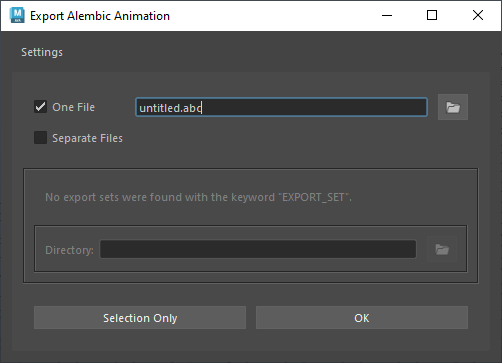 Export Alembic Animation
Settings
One File
untitled.abc
Separate Files
No export sets were found with the keyword "EXPORT_SET".
Directory:
Selection Only
OK